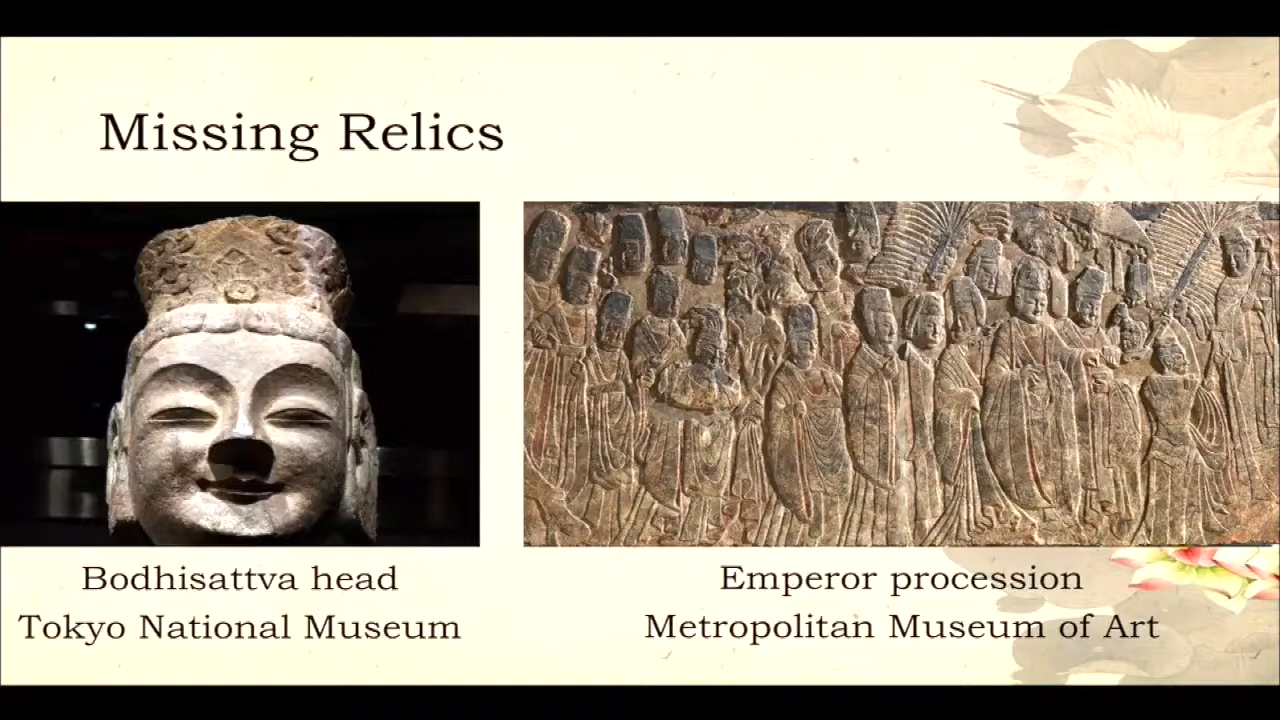 Missing Relics
Bodhisattva head
Tokyo National Museum
Emperor procession
Metropolitan Museum of Art